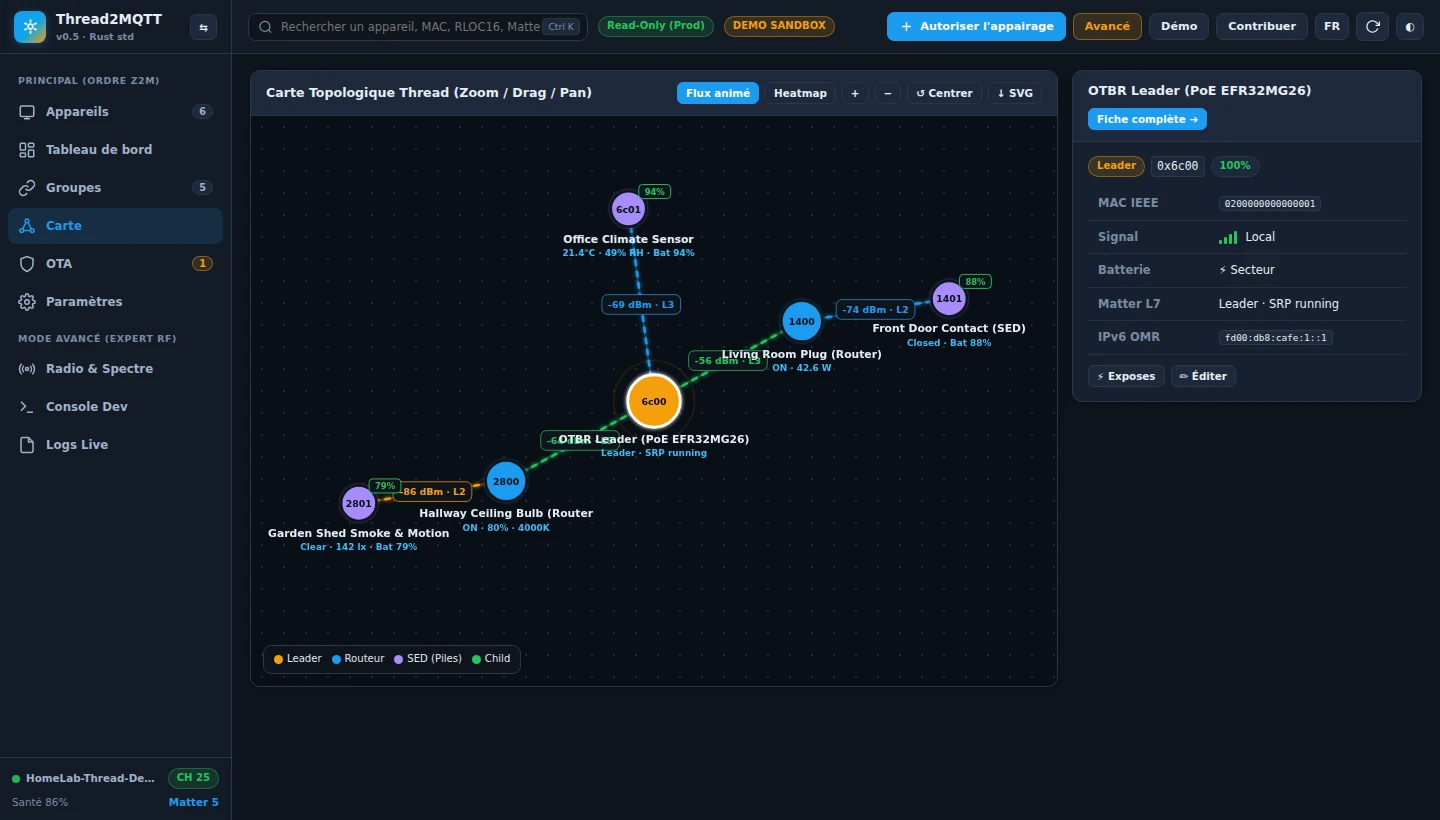 Thread2MQTT
v0.5 · Rust std
⇆
Rechercher un appareil, MAC, RLOC16, Matte
Ctrl K
Read-Only (Prod)
DEMO SANDBOX
+ Autoriser l'appairage
Avancé
Démo
Contribuer
FR
PRINCIPAL (ORDRE Z2M)
Appareils 6
Tableau de bord
Groupes 5
Carte
OTA 1
Paramètres
MODE AVANCÉ (EXPERT RF)
Radio & Spectre
Console Dev
Logs Live
HomeLab-Thread-De... CH 25
Santé 86% Matter 5
Carte Topologique Thread (Zoom / Drag / Pan)
Flux animé
Heatmap
+
−
↺ Centrer
↓ SVG
94%
6c01
Office Climate Sensor
21.4°C · 49% RH · Bat 94%
-69 dBm · L3
88%
1401
-74 dBm · L2
1400
Front Door Contact (SED)
Closed · Bat 88%
-56 dBm · L3
Living Room Plug (Router)
ON · 42.6 W
6c00
OTBR Leader (PoE EFR32MG26)
Leader · SRP running
2800
79%
-86 dBm · L2
2801
Hallway Ceiling Bulb (Router
ON · 80% · 4000K
Garden Shed Smoke & Motion
Clear · 142 lx · Bat 79%
Leader Routeur SED (Piles) Child
OTBR Leader (PoE EFR32MG26)
Fiche complète →
Leader 0x6c00 100%
MAC IEEE 0200000000000001
Signal Local
Batterie ⚡ Secteur
Matter L7 Leader · SRP running
IPv6 OMR fd00:db8:cafe:1::1
⚡ Exposes
✏ Éditer